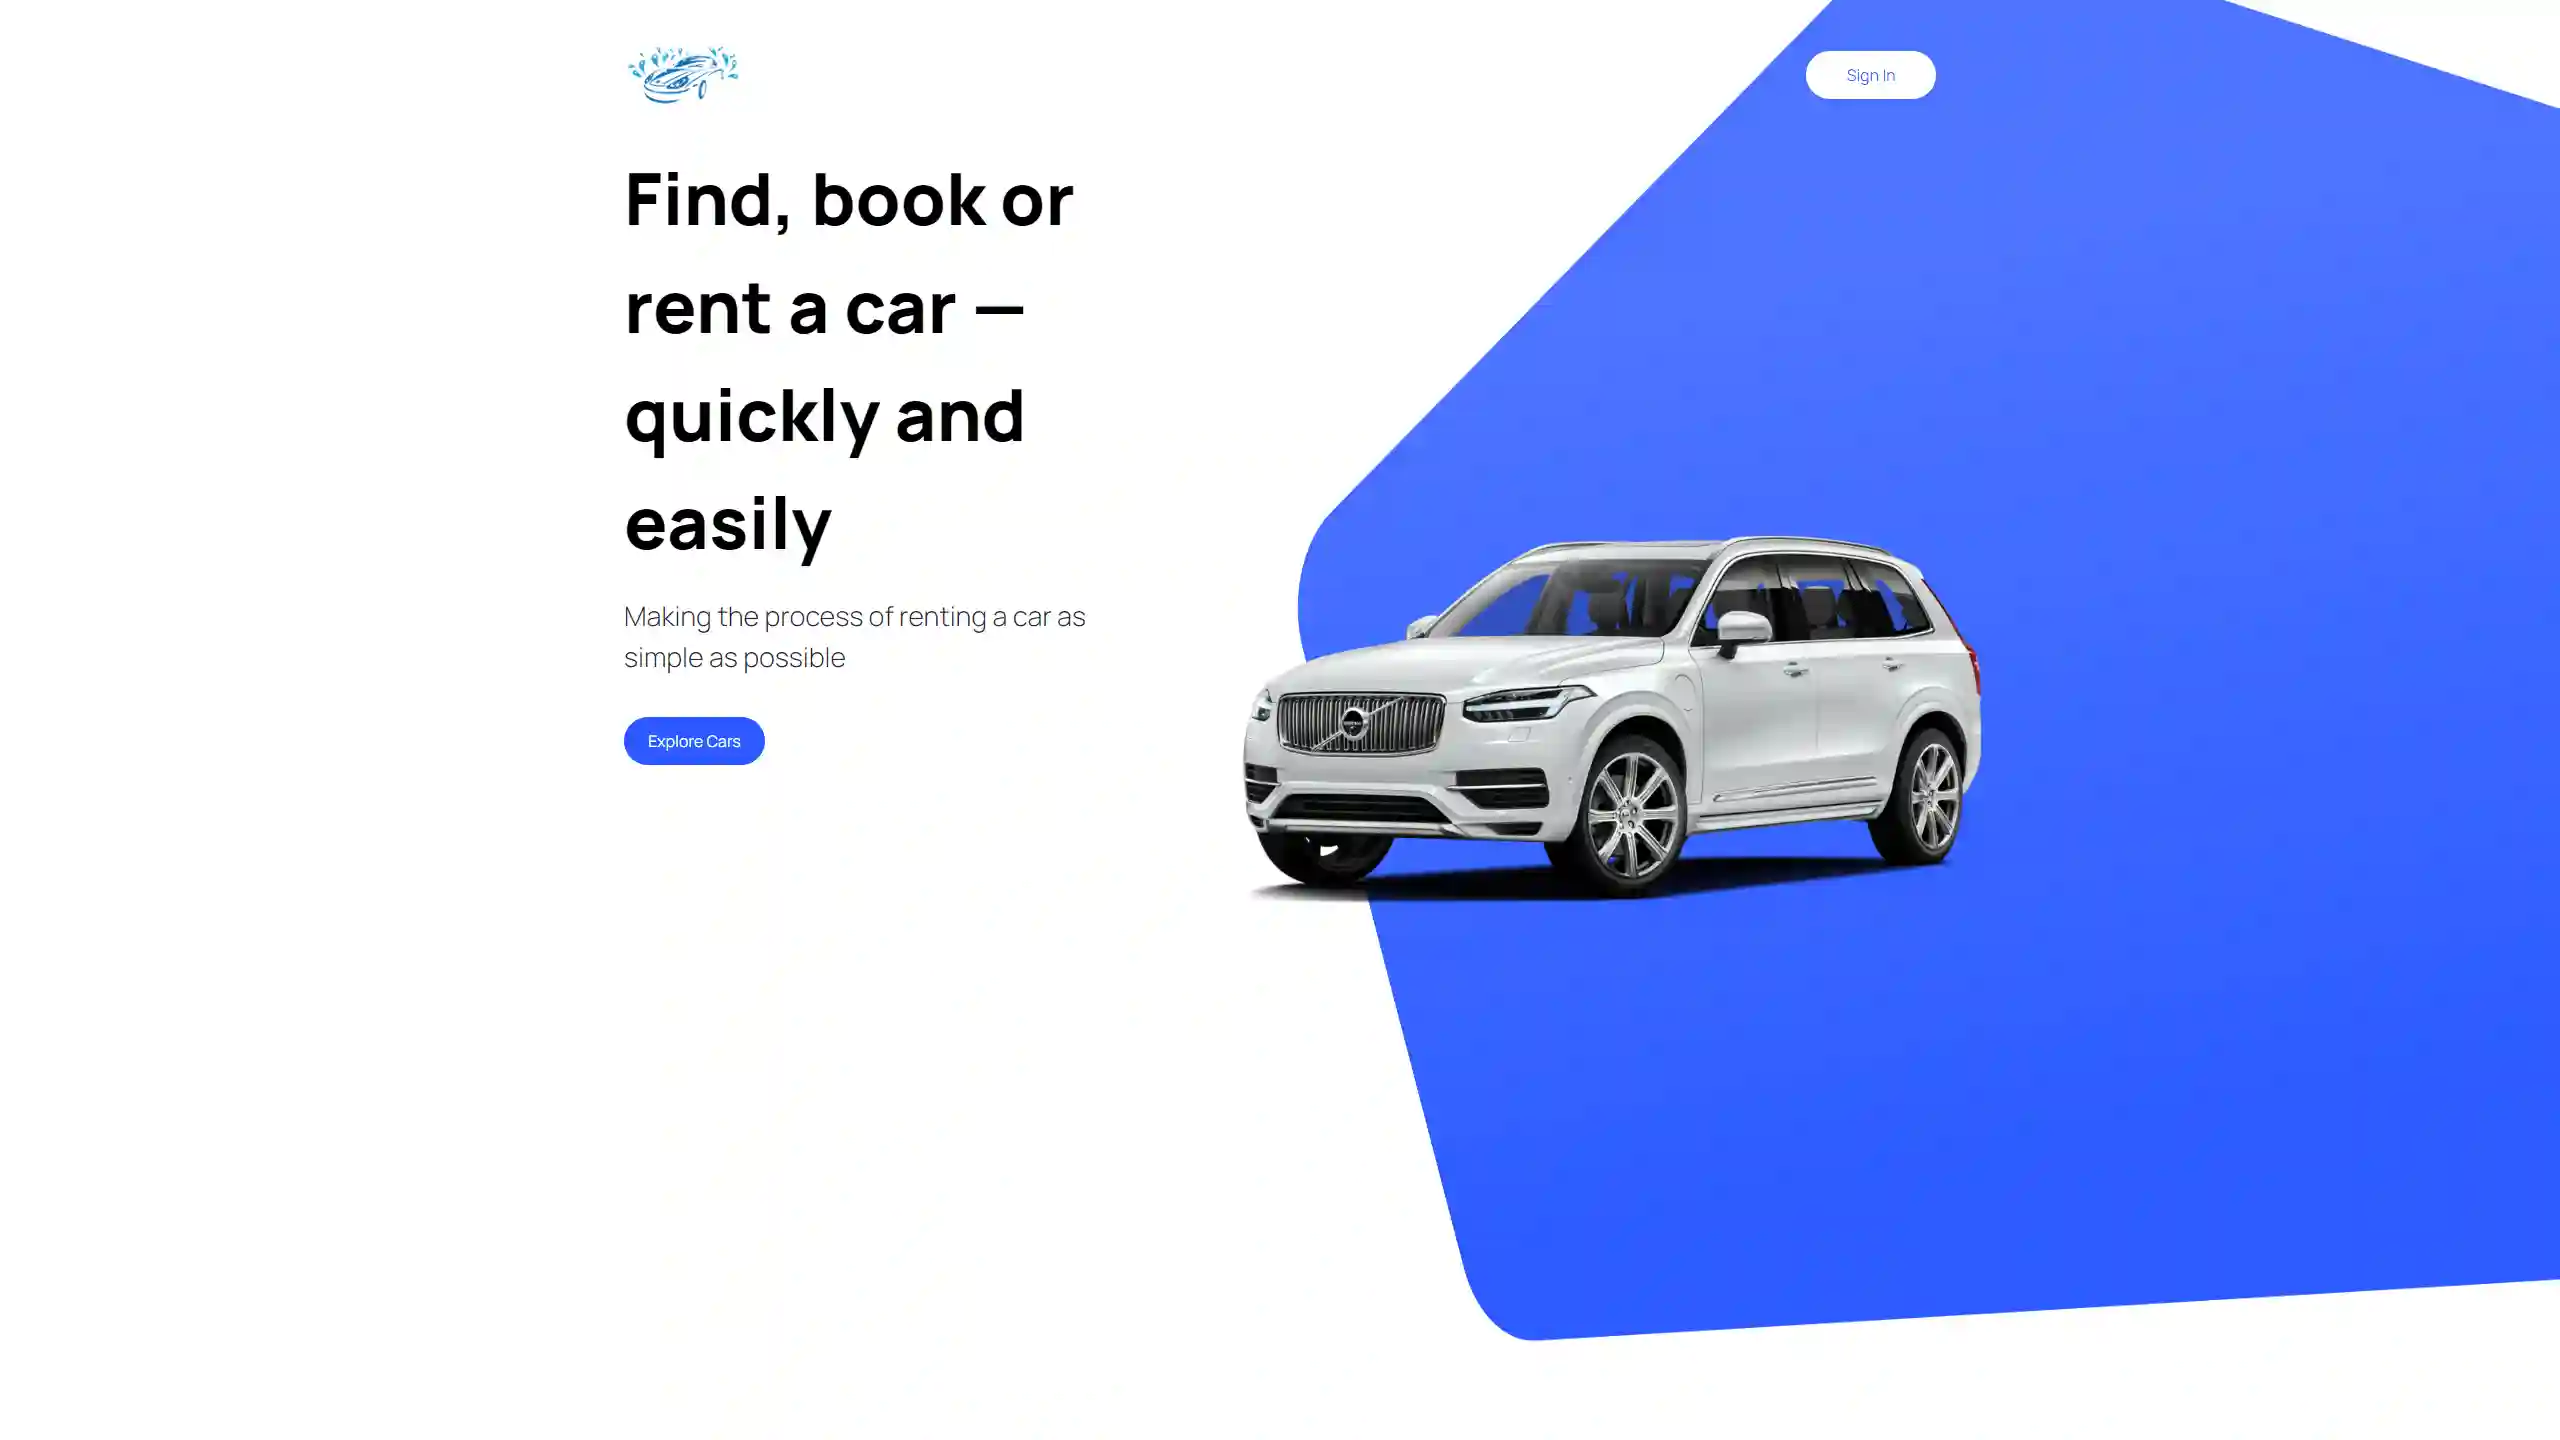 Sign In
Find, book or
rent a car —
quickly and
easily
Making the process of renting a car as
simple as possible
Explore Cars